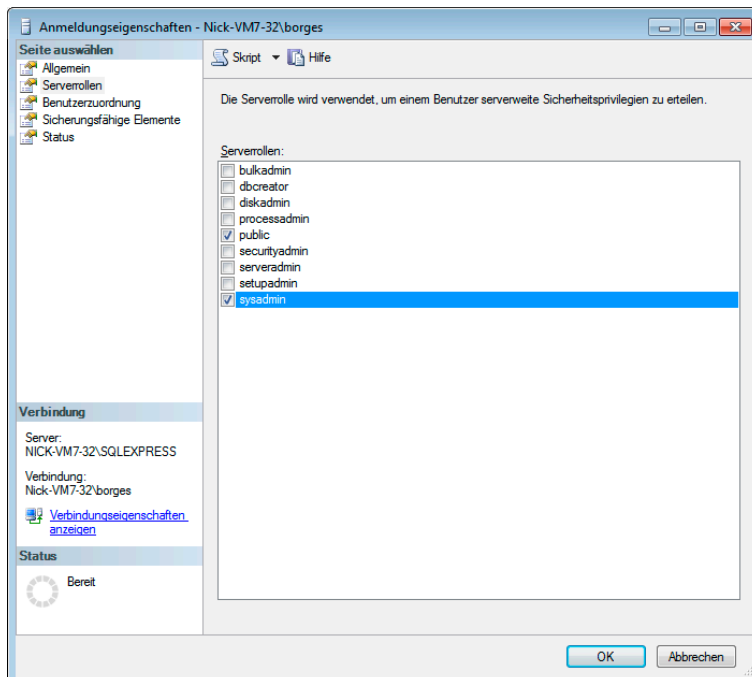 Anmeldungseigenschaften - Nick-VM7-32\borges
Seite auswählen
Allgemein
Serverrollen
Benutzerzuordnung
Sicherungsfähige Elemente
Status
Skript
Hilfe
Die Serverrolle wird verwendet, um einem Benutzer serverweite Sicherheitsprivilegien zu erteilen.
Serverrollen:
bulkadmin
dbcreator
diskadmin
processadmin
public
securityadmin
serveradmin
setupadmin
sysadmin
Verbindung
Server:
NICK-VM7-32\SQLEXPRESS
Verbindung:
Nick-VM7-32\borges
Verbindungseigenschaften
anzeigen
Status
Bereit
OK
Abbrechen